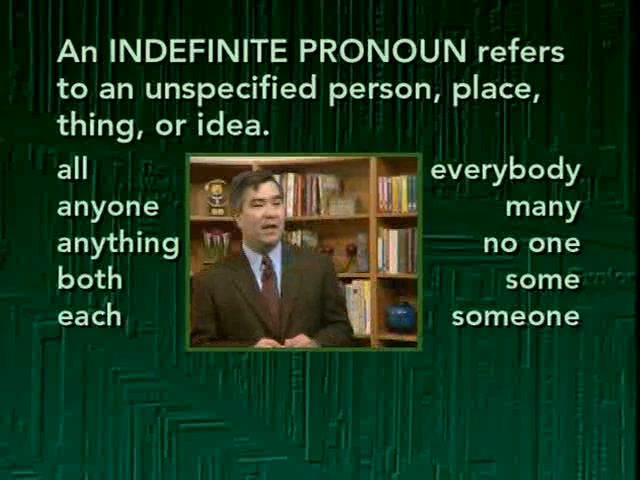 An INDEFINITE PRONOUN refers
to an unspecified person, place,
thing, or idea.
all
anyone
anything
both
each
everybody
many
no one
some
someone